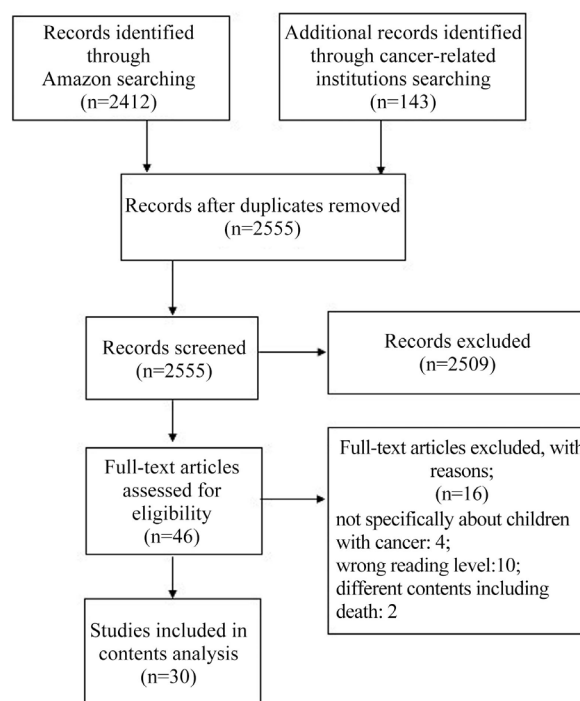 Records identified
through
Amazon searching
(n=2412)
Additional records identified
through cancer-related
institutions searching
(n=143)
Records after duplicates removed
(n=2555)
Records screened
(n=2555)
Records excluded
(n=2509)
Full-text articles
assessed for
eligibility
(n=46)
Full-text articles excluded, with
reasons;
(n=16)
not specifically about children
with cancer: 4;
wrong reading level:10;
different contents including
death: 2
Studies included in
contents analysis
(n=30)